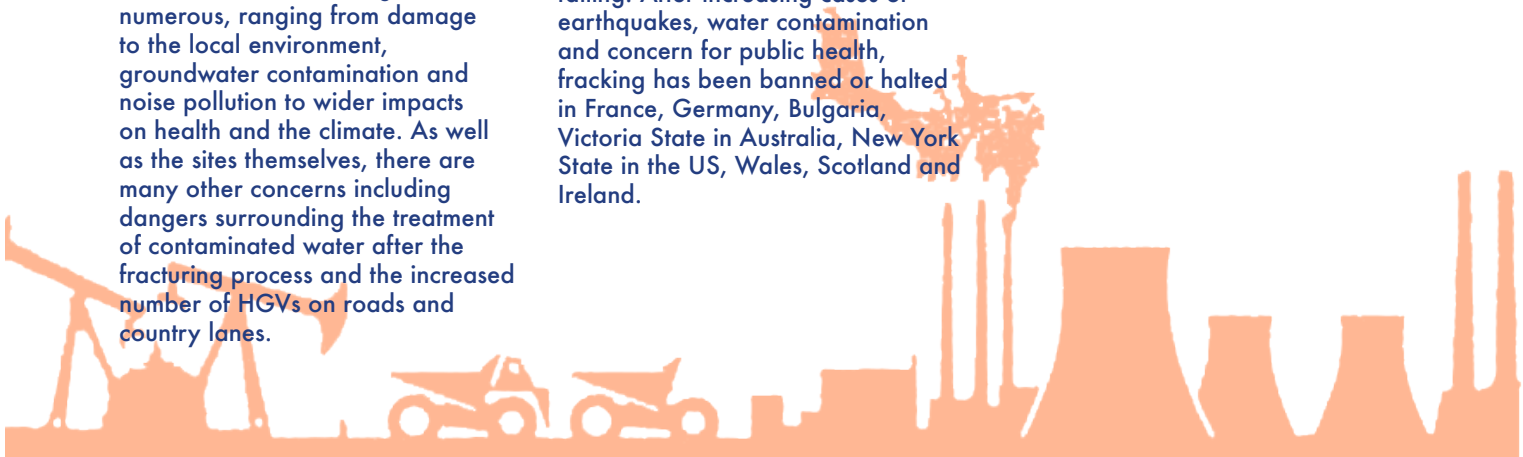 numerous, ranging from damage
to the local environment,
groundwater contamination and
noise pollution to wider impacts
on health and the climate. As well
as the sites themselves, there are
many other concerns including
dangers surrounding the treatment
of contaminated water after the
fracturing process and the increased
number of HGVs on roads and
country lanes.
earthquakes, water contamination
and concern for public health,
fracking has been banned or halted
in France, Germany, Bulgaria,
Victoria State in Australia, New York
State in the US, Wales, Scotland and
Ireland.